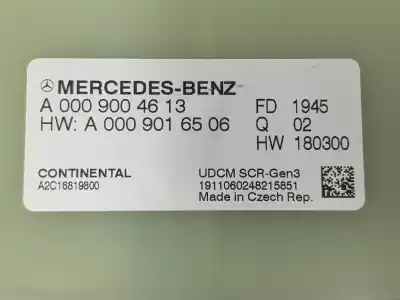 MERCEDES-BENZ
A 000 900 46 13 FD 1945
HW: A 000 901 65 06 Q 02
HW 180300
CONTINENTAL UDCM SCR-Gen3
A2C16819800 1911060248215851
Made in Czech Rep.